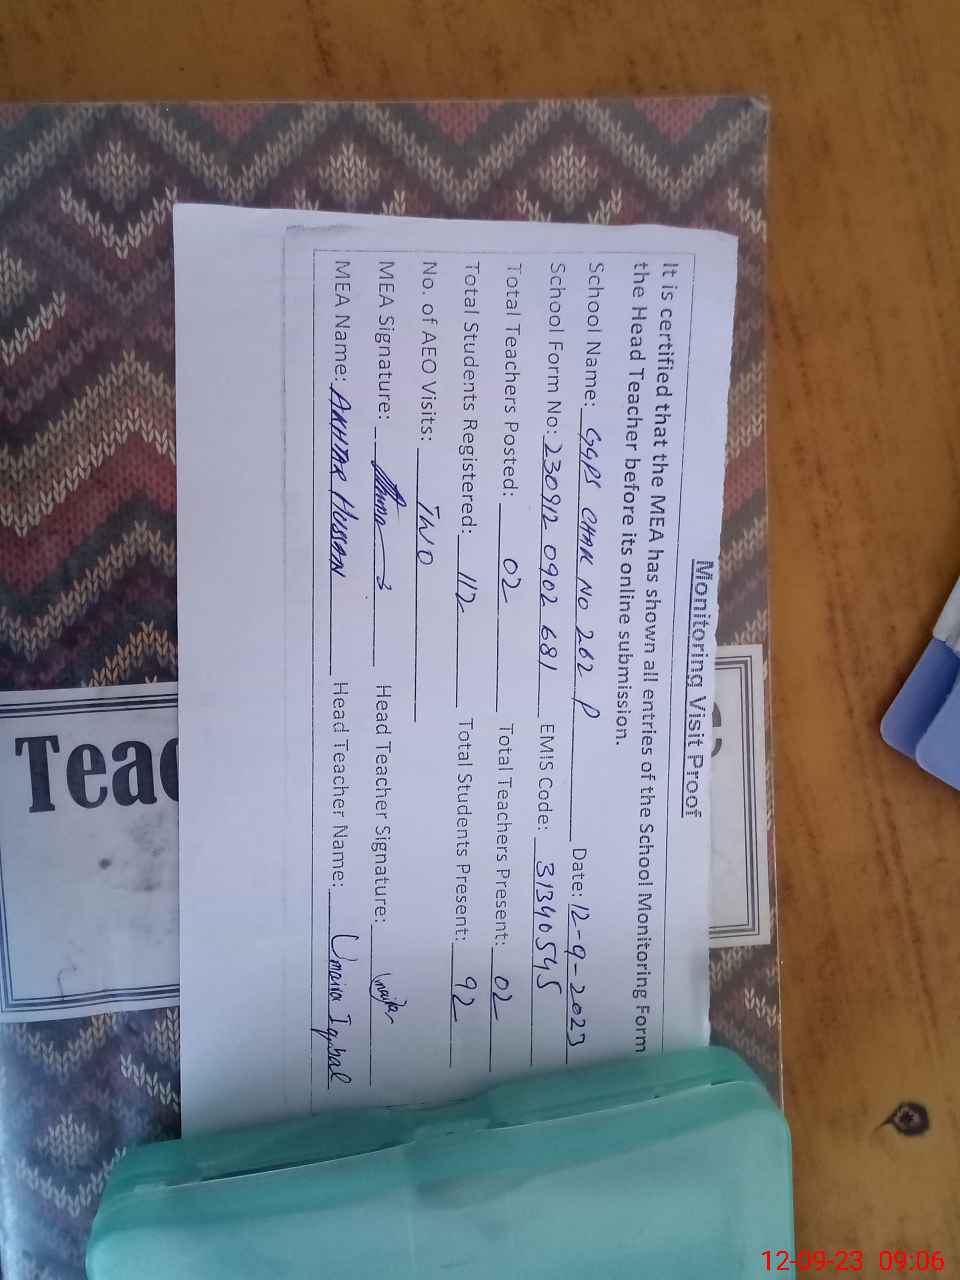 Monitoring Visit Proof
It is certified that the MEA has shown all entries of the School Monitoring Form
the Head Teacher before its online submission.
School Name: GGPS CHAK NO 262 P Date: 12-9-2023
School Form No: 230912 0902 681 EMIS Code: 31340545
Total Teachers Posted: 02 Total Teachers Present: 02
Total Students Registered: 112 Total Students Present: 92
No. of AEO Visits: TWO
MEA Signature: Head Teacher Signature:
MEA Name: AKHTAR HUSSAN Head Teacher Name: Umaira Iqbal
Teac
12-09-23 09:06